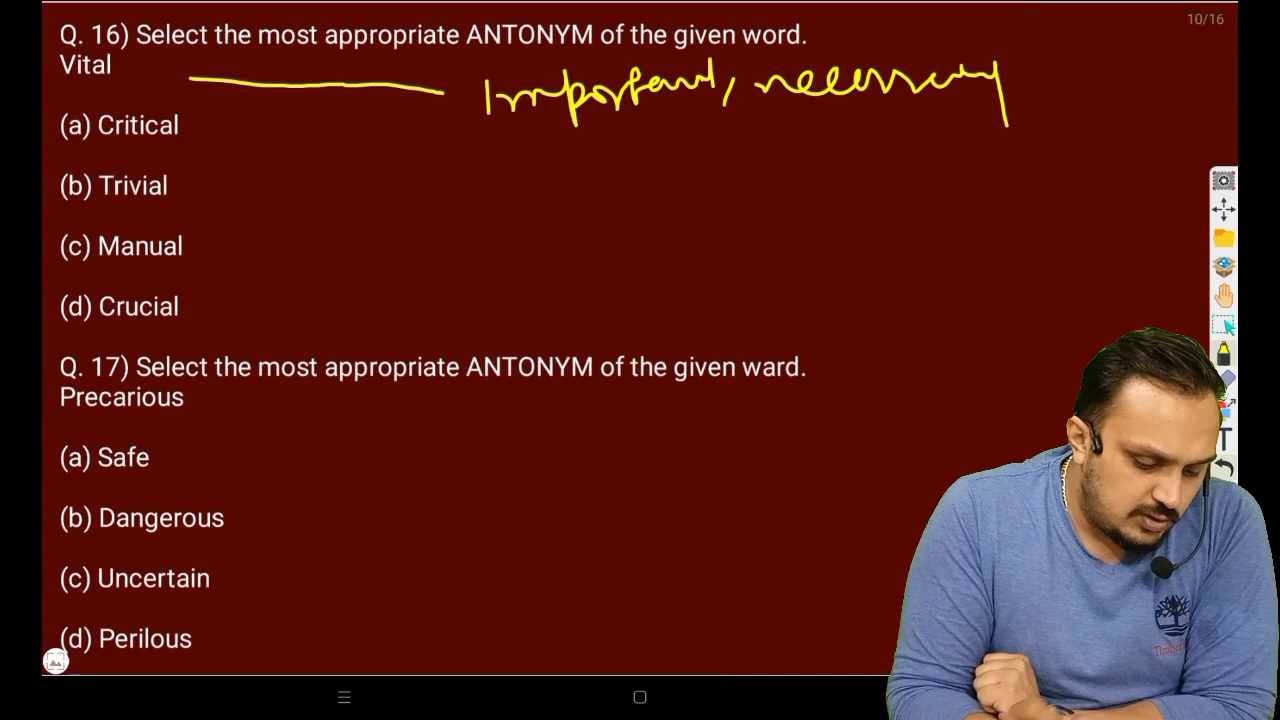 10/16
Q. 16) Select the most appropriate ANTONYM of the given word.
Vital
Important, necessary
(a) Critical
(b) Trivial
(c) Manual
(d) Crucial
Q. 17) Select the most appropriate ANTONYM of the given ward.
Precarious
(a) Safe
(b) Dangerous
(c) Uncertain
(d) Perilous
T